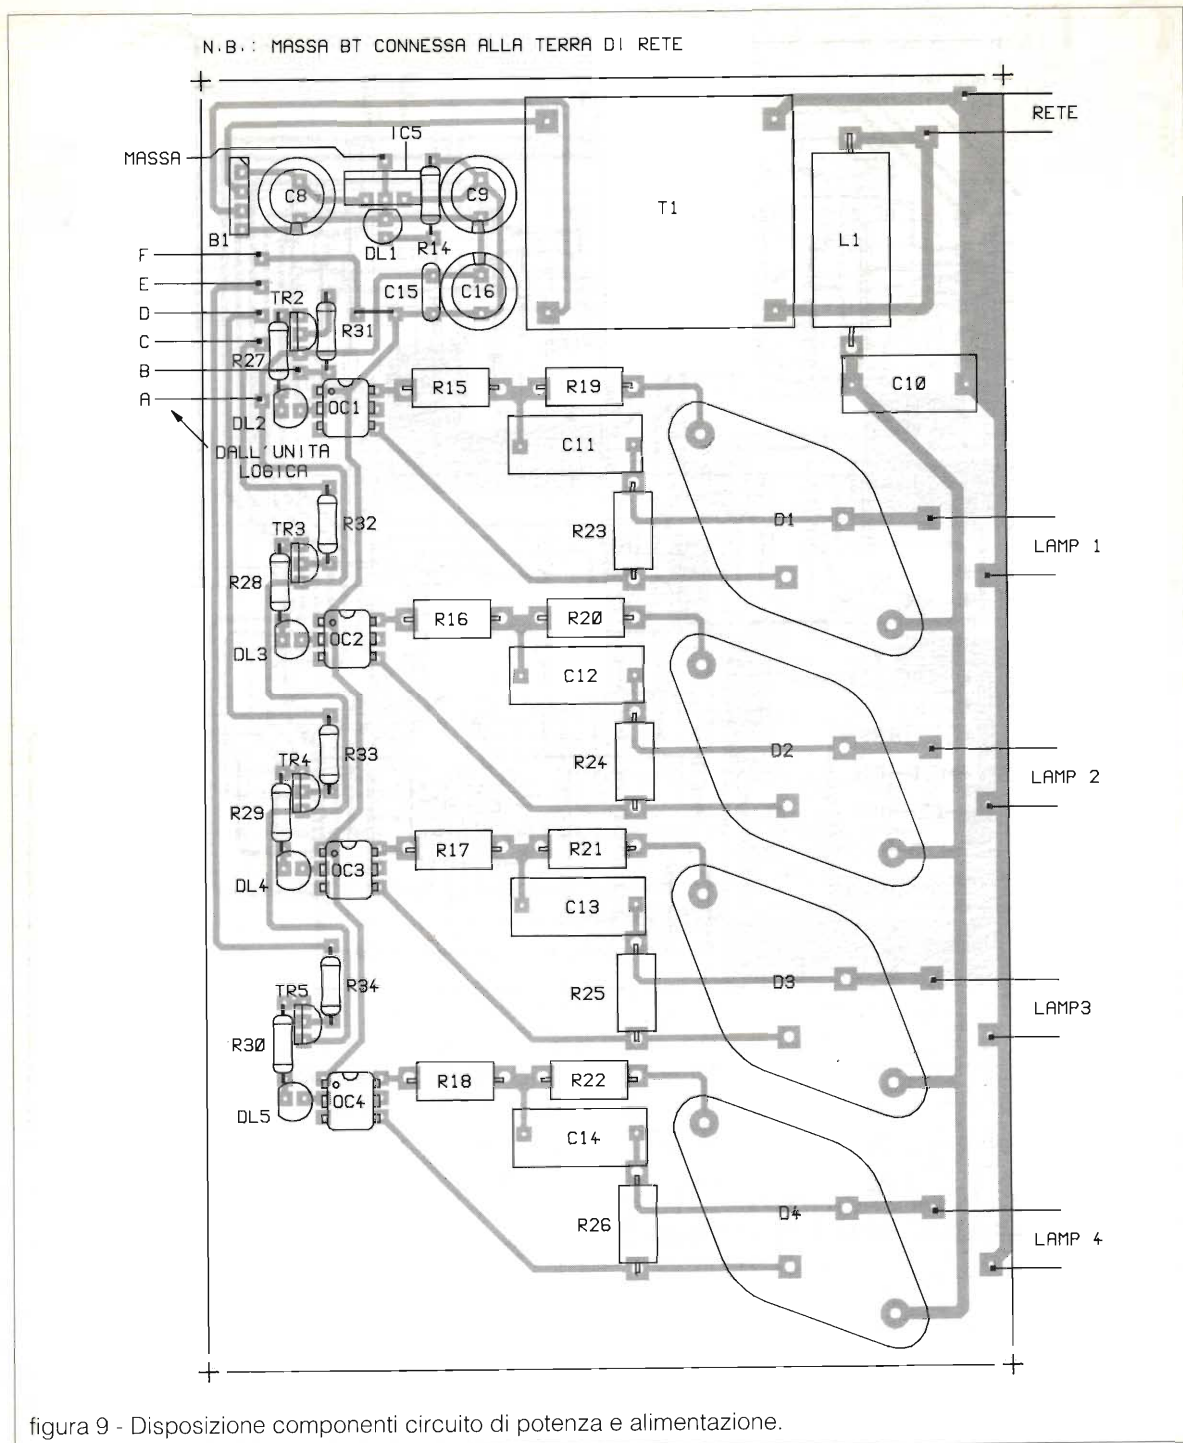 N.B.: MASSA BT CONNESSA ALLA TERRA DI RETE
RETE
IC5
MASSA
C8
C9
T1
B1
DL1
R14
L1
F
E
C15
C16
TR2
D
R31
C
R27
B
C10
A
R15
R19
OC1
DL2
DALL'UNITA
LOGICA
C11
R32
D1
TR3
R23
LAMP 1
R28
R16
R20
OC2
DL3
C12
R33
D2
TR4
R24
LAMP 2
R29
R17
R21
OC3
DL4
C13
R34
D3
TR5
R25
LAMP3
R30
R18
R22
OC4
DL5
C14
D4
R26
LAMP 4
figura 9 - Disposizione componenti circuito di potenza e alimentazione.